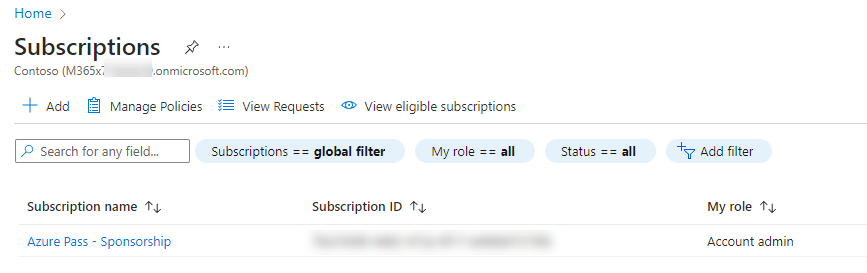 Home >
Subscriptions
Contoso (M365x7 .onmicrosoft.com)
+ Add Manage Policies View Requests View eligible subscriptions
Search for any field... Subscriptions == global filter My role == all Status == all Add filter
Subscription name ↑↓ Subscription ID ↑↓ My role ↑↓
Azure Pass - Sponsorship Account admin